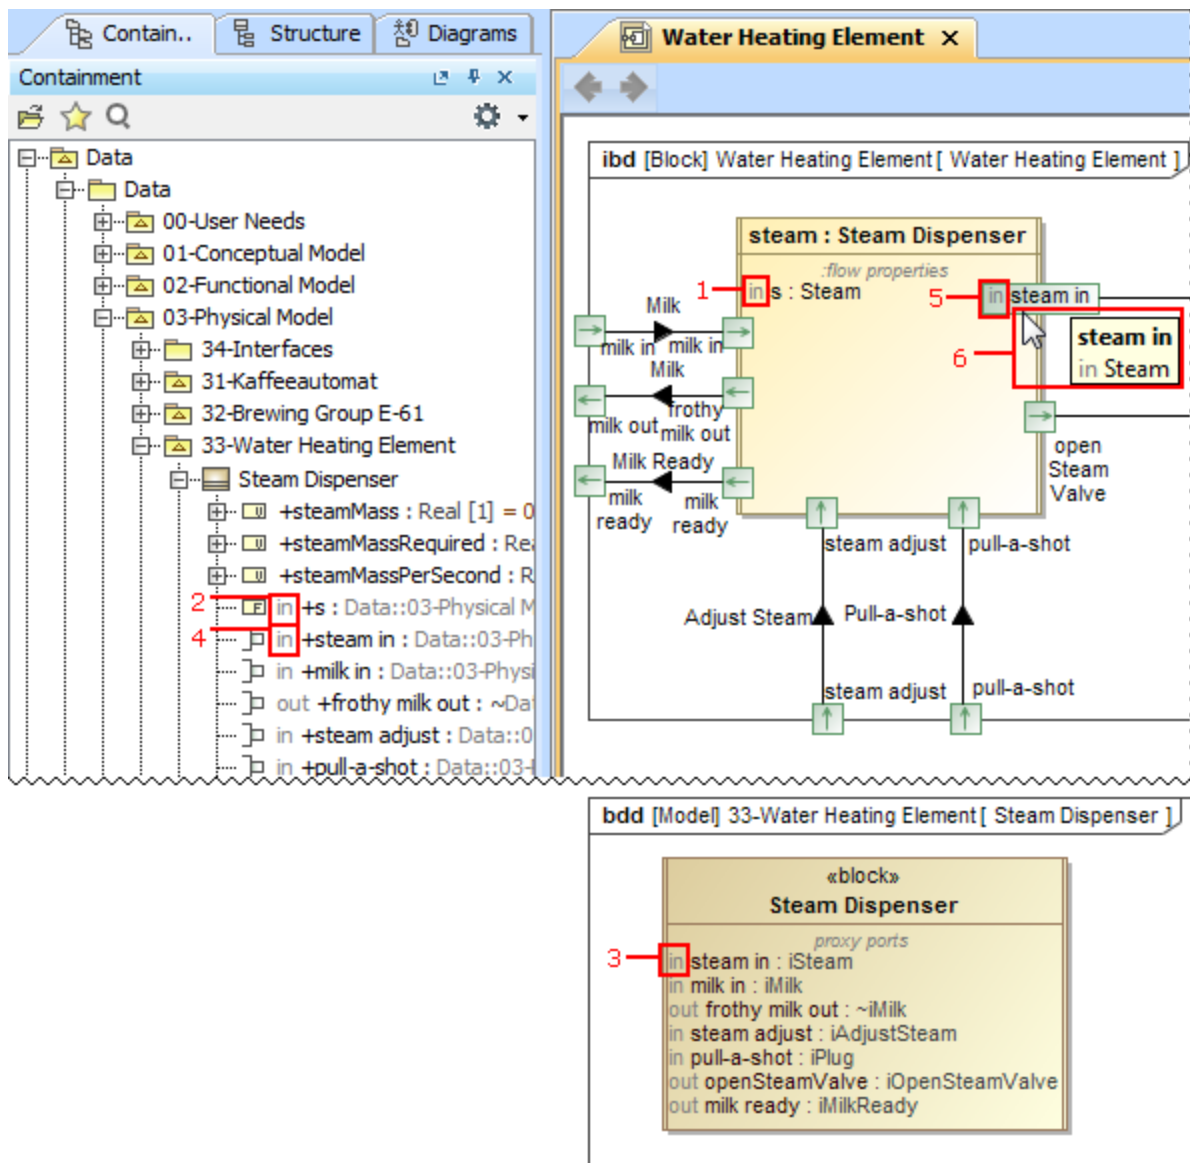 Contain..
Structure
Diagrams
Containment
Data
Data
00-User Needs
01-Conceptual Model
02-Functional Model
03-Physical Model
34-Interfaces
31-Kaffeeautomat
32-Brewing Group E-61
33-Water Heating Element
Steam Dispenser
+steamMass : Real [1] = 0
+steamMassRequired : Re
+steamMassPerSecond : R
2
in +s : Data::03-Physical M
4
in +steam in : Data::03-Ph
in +milk in : Data::03-Physi
out +frothy milk out : ~Da
in +steam adjust : Data::0
in +pull-a-shot : Data::03-
Water Heating Element
ibd [Block] Water Heating Element[ Water Heating Element ]
steam : Steam Dispenser
:flow properties
1
in s : Steam
5
in steam in
6
steam in
in Steam
Milk
milk in
milk in
Milk
milk out
frothy
milk out
Milk Ready
milk
ready
milk
ready
open
Steam
Valve
steam adjust
pull-a-shot
Adjust Steam
Pull-a-shot
steam adjust
pull-a-shot
bdd [Model] 33-Water Heating Element[ Steam Dispenser ]
«block»
Steam Dispenser
proxy ports
3
in steam in : iSteam
in milk in : iMilk
out frothy milk out : ~iMilk
in steam adjust : iAdjustSteam
in pull-a-shot : iPlug
out openSteamValve : iOpenSteamValve
out milk ready : iMilkReady